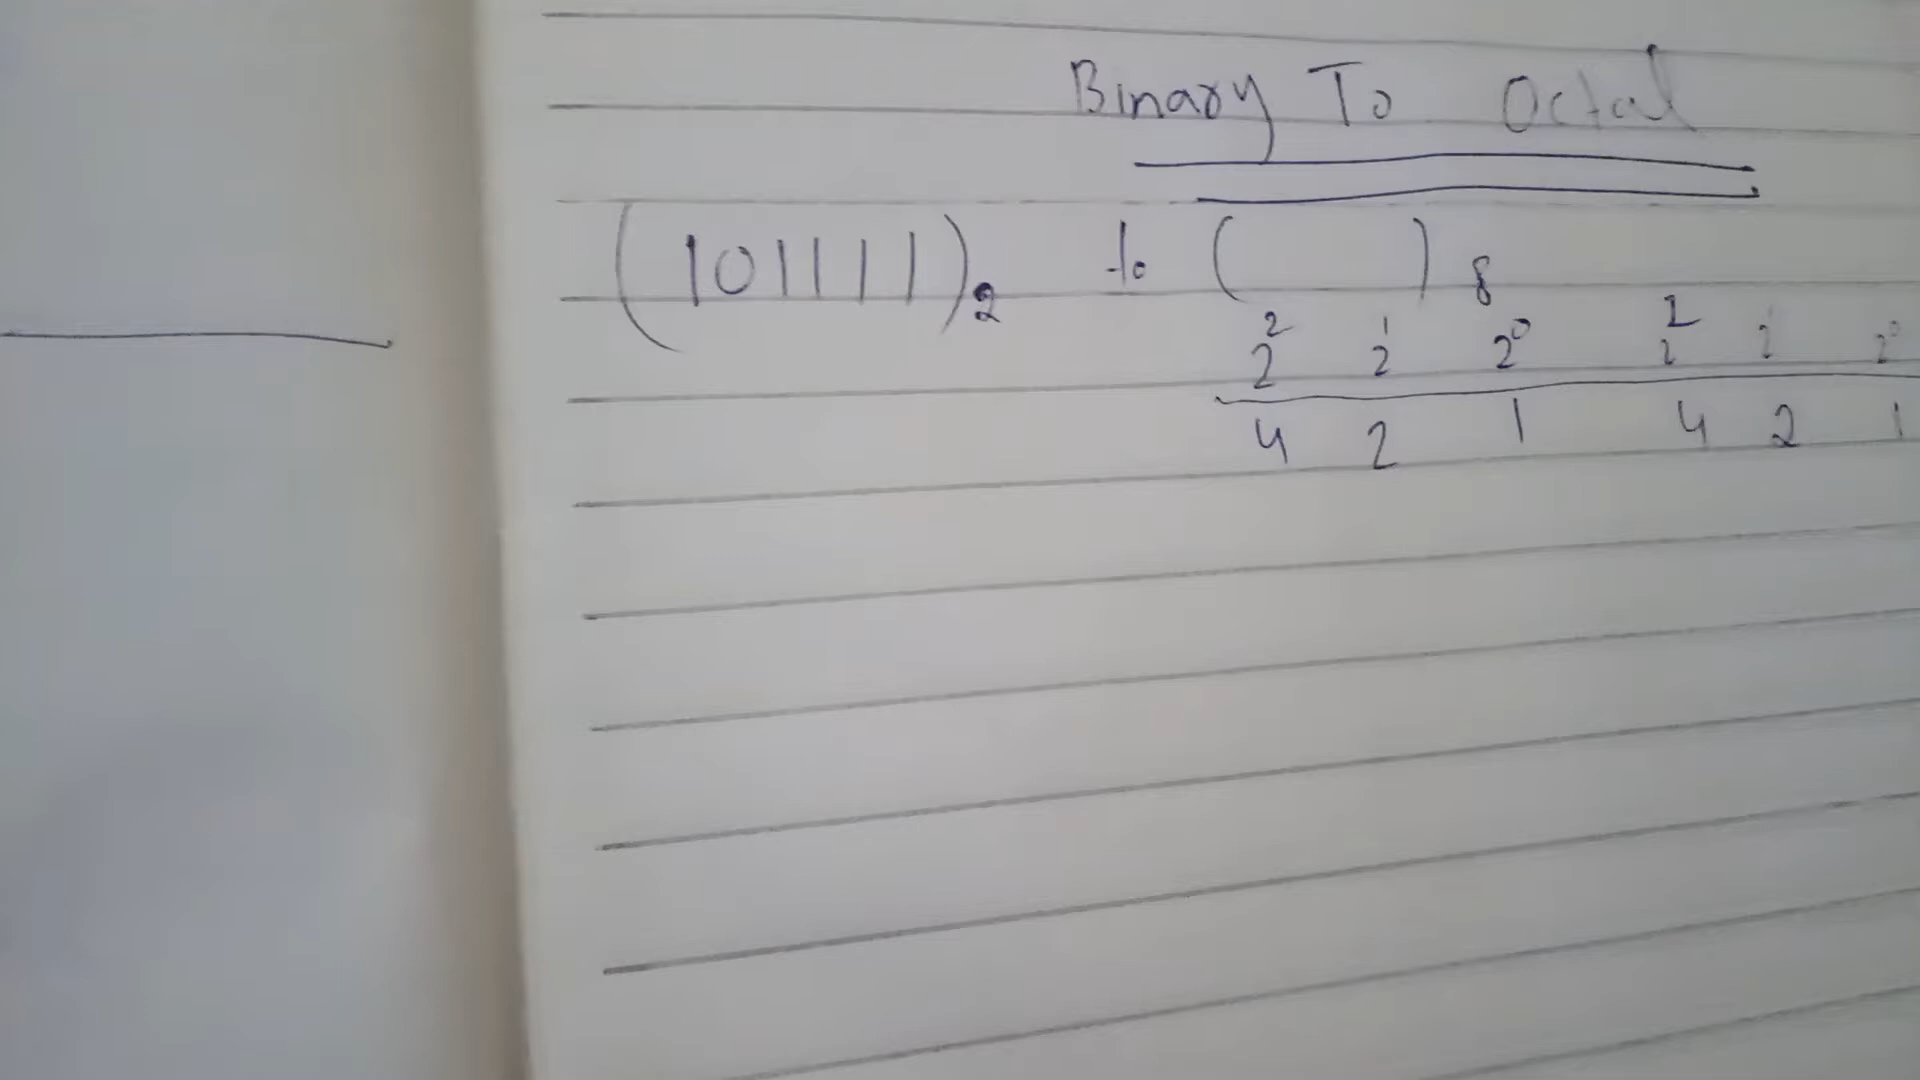 Binary To Octal
(101111)₂ to ( )₈
2² 2¹ 2⁰ 2² 2¹ 2⁰
4 2 1 4 2 1